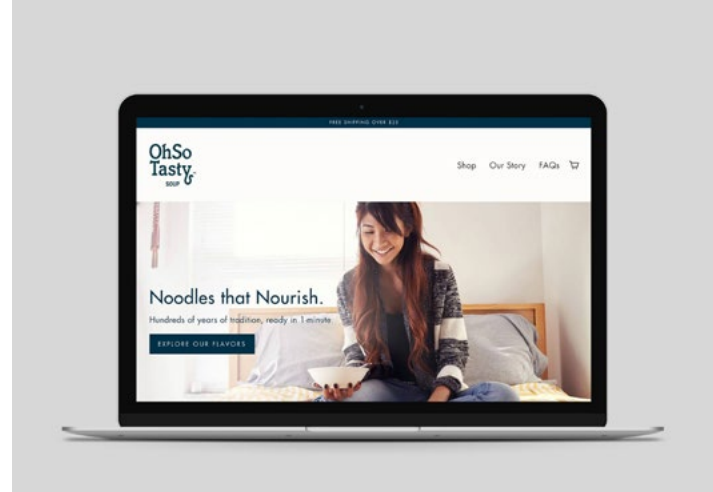 FREE SHIPPING OVER $25
OhSo
Tasty
SOUP
Shop Our Story FAQs
Noodles that Nourish.
Hundreds of years of tradition, ready in 1-minute.
EXPLORE OUR FLAVORS